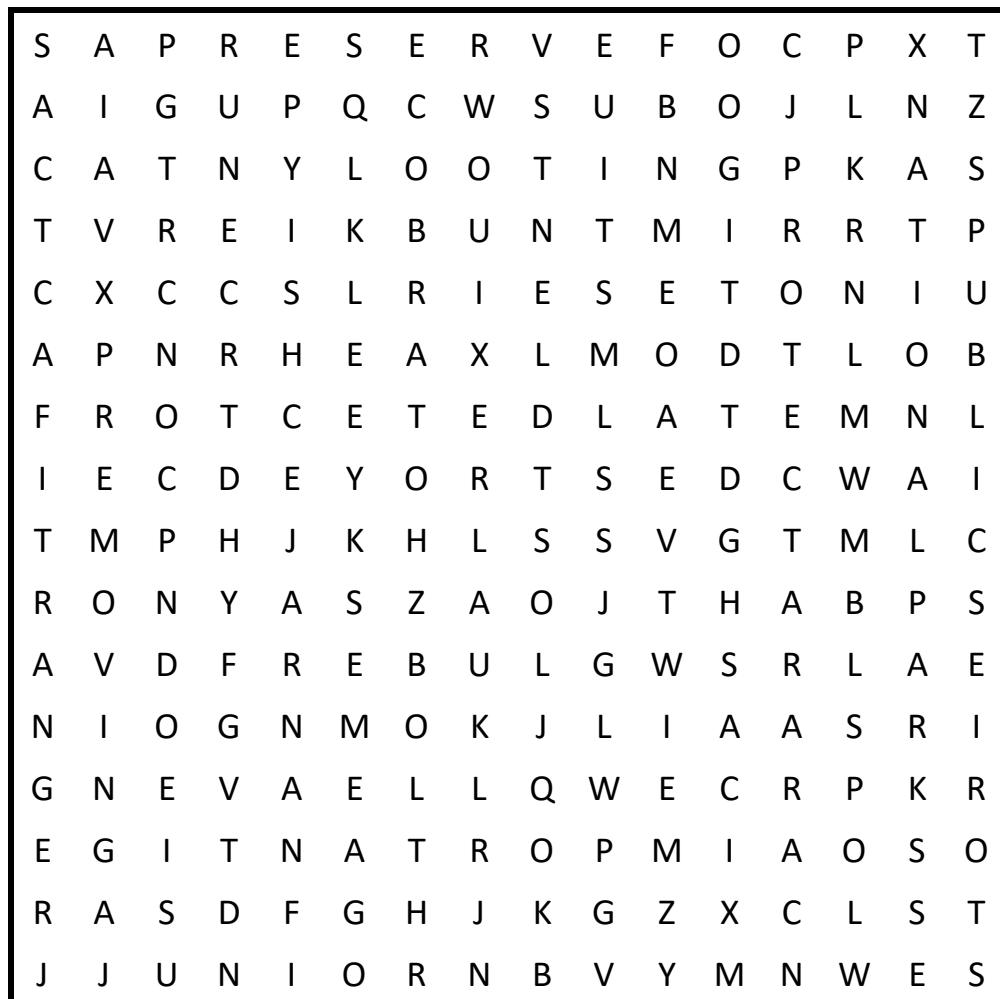 S A P R E S E R V E F O C P X T
A I G U P Q C W S U B O J L N Z
C A T N Y L O O T I N G P K A S
T V R E I K B U N T M I R R T P
C X C C S L R I E S E T O N I U
A P N R H E A X L M O D T L O B
F R O T C E T E D L A T E M N L
I E C D E Y O R T S E D C W A I
T M P H J K H L S S V G T M L C
R O N Y A S Z A O J T H A B P S
A V D F R E B U L G W S R L A E
N I O G N M O K J L I A A S R I
G N E V A E L L Q W E C R P K R
E G I T N A T R O P M I A O S O
R A S D F G H J K G Z X C L S T
J J U N I O R N B V Y M N W E S